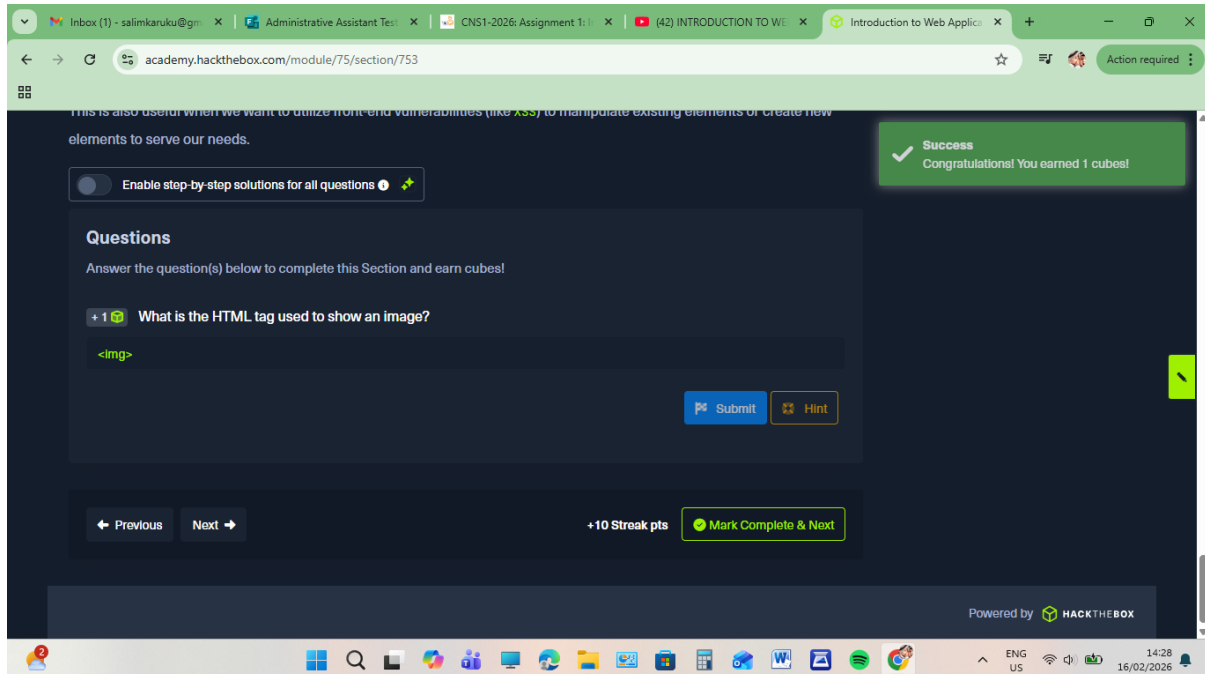 Inbox (1) - salimkaruku@gm
Administrative Assistant Test
CNS1-2026: Assignment 1: I
(42) INTRODUCTION TO WE
Introduction to Web Applica
academy.hackthebox.com/module/75/section/753
Action required
This is also useful when we want to utilize front-end vulnerabilities (like XSS) to manipulate existing elements or create new
elements to serve our needs.
Success
Congratulations! You earned 1 cubes!
Enable step-by-step solutions for all questions
Questions
Answer the question(s) below to complete this Section and earn cubes!
+ 1 What is the HTML tag used to show an image?
<img>
Submit
Hint
Previous
Next
+10 Streak pts
Mark Complete & Next
Powered by HACKTHEBOX
2
ENG
US
14:28
16/02/2026